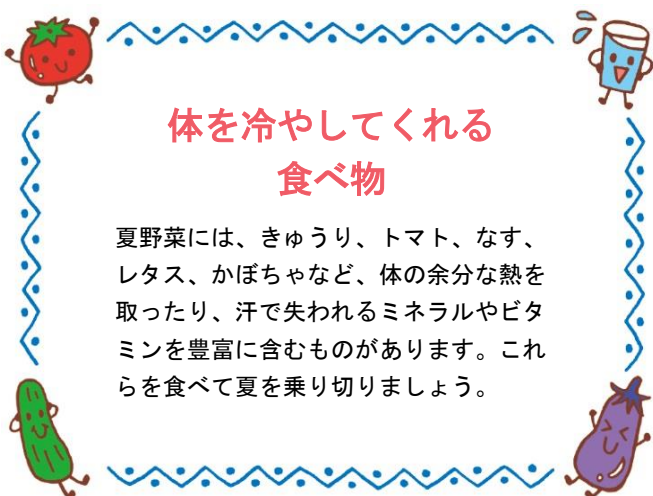 体を冷やしてくれる
食べ物
夏野菜には、きゅうり、トマト、なす、
レタス、かぼちゃなど、体の余分な熱を
取ったり、汗で失われるミネラルやビタ
ミンを豊富に含むものがあります。これ
らを食べて夏を乗り切りましょう。